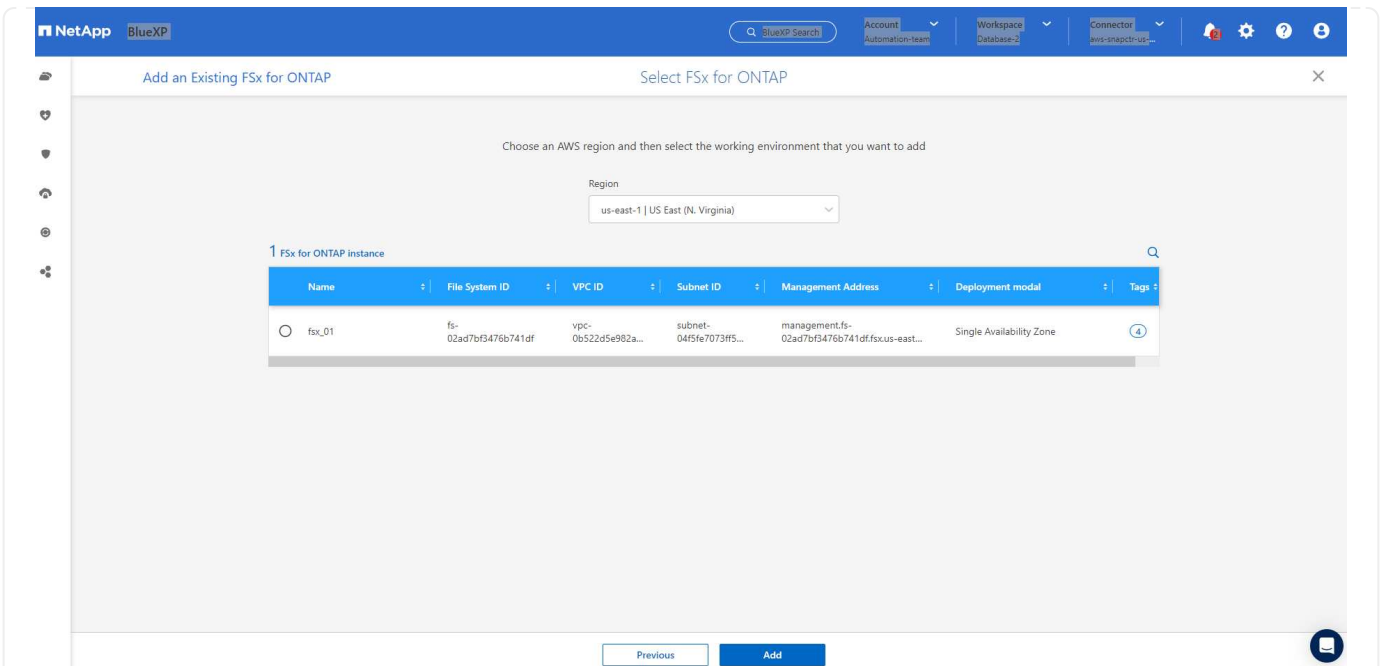 NetApp BlueXP
BlueXP Search
Account
Automation-team
Workspace
Database-2
Connector
aws-snapctr-us-...
2
Add an Existing FSx for ONTAP
Select FSx for ONTAP
Choose an AWS region and then select the working environment that you want to add
Region
us-east-1 | US East (N. Virginia)
1 FSx for ONTAP instance
Name File System ID VPC ID Subnet ID Management Address Deployment modal Tags
fsx_01 fs- vpc- subnet- management.fs- Single Availability Zone 4
02ad7bf3476b741df 0b522d5e982a... 04f5fe7073ff5... 02ad7bf3476b741df.fsx.us-east...
Previous Add